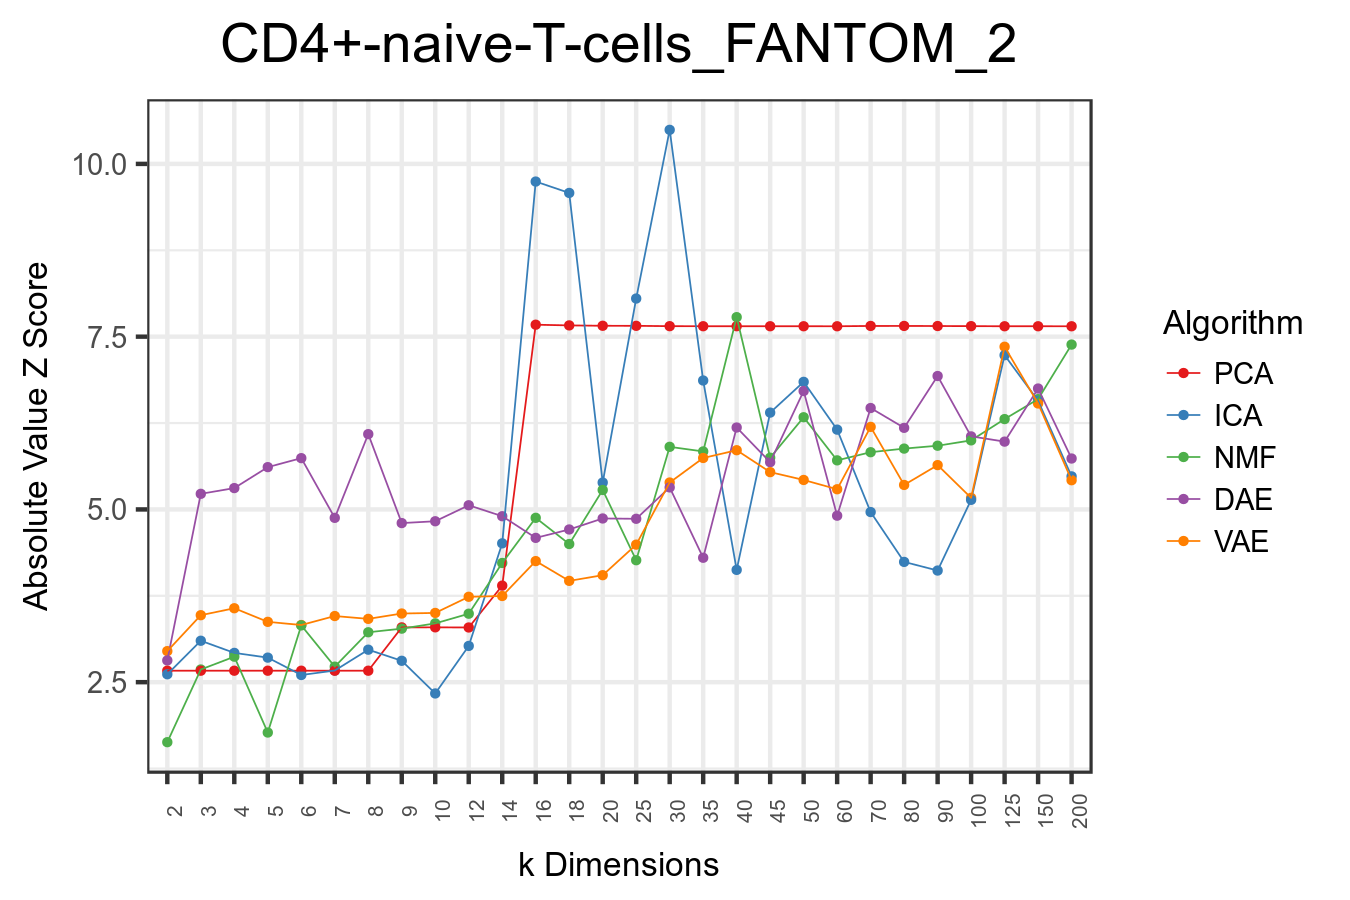 CD4+-naive-T-cells_FANTOM_2
Absolute Value Z Score
10.0
7.5
5.0
2.5
2 3 4 5 6 7 8 9 10 12 14 16 18 20 25 30 35 40 45 50 60 70 80 90 100 125 150 200
k Dimensions
Algorithm
PCA
ICA
NMF
DAE
VAE